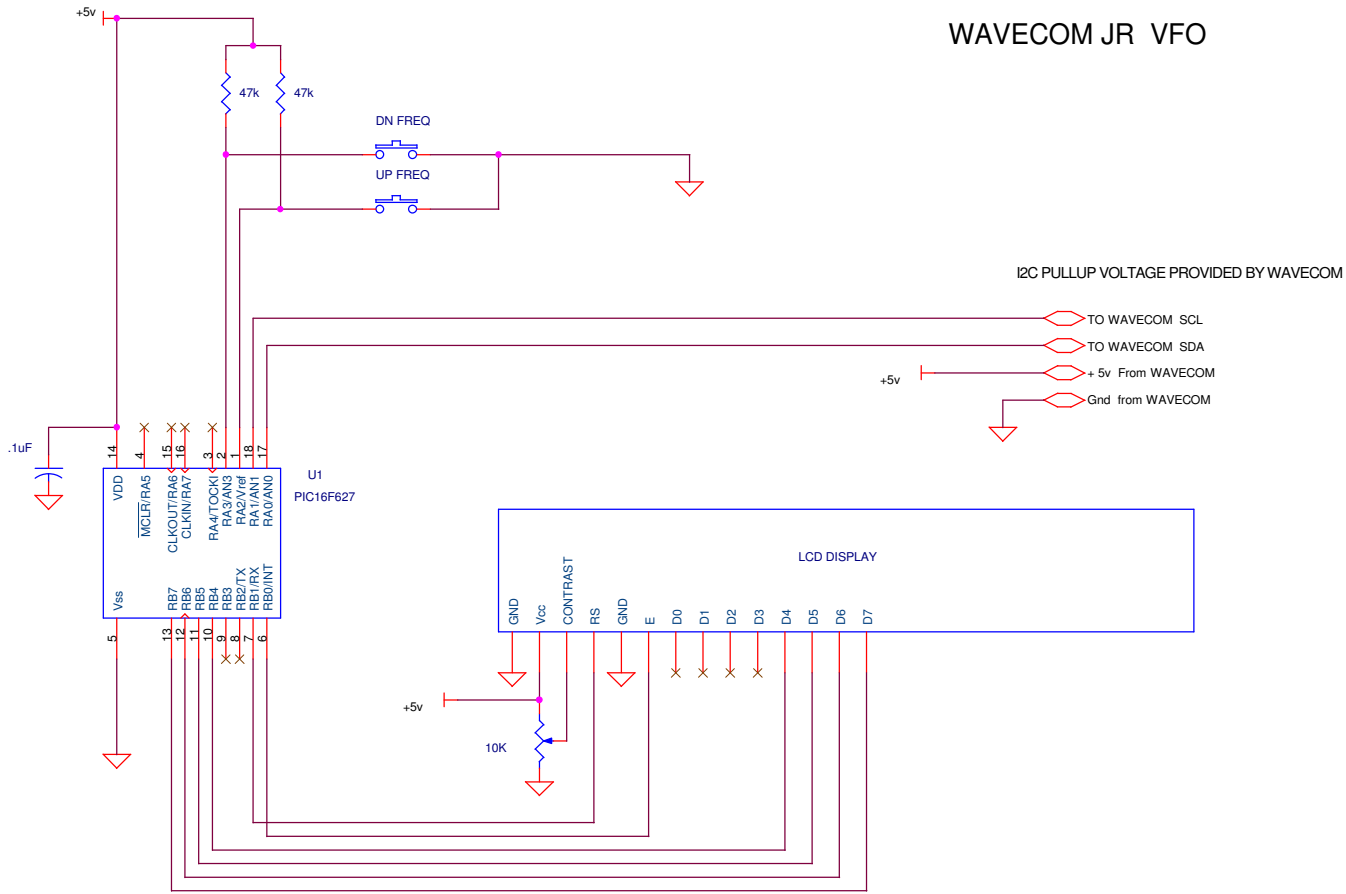 +5v
WAVECOM JR VFO
47k
47k
DN FREQ
UP FREQ
I2C PULLUP VOLTAGE PROVIDED BY WAVECOM
TO WAVECOM SCL
TO WAVECOM SDA
+5v
+ 5v From WAVECOM
Gnd from WAVECOM
.1uF
14
4
15
16
3
2
1
18
17
U1
PIC16F627
VDD
MCLR/RA5
CLKOUT/RA6
CLKIN/RA7
RA4/TOCKI
RA3/AN3
RA2/Vref
RA1/AN1
RA0/AN0
Vss
RB7
RB6
RB5
RB4
RB3
RB2/TX
RB1/RX
RB0/INT
5
13
12
11
10
9
8
7
6
LCD DISPLAY
GND
Vcc
CONTRAST
RS
GND
E
D0
D1
D2
D3
D4
D5
D6
D7
+5v
10K